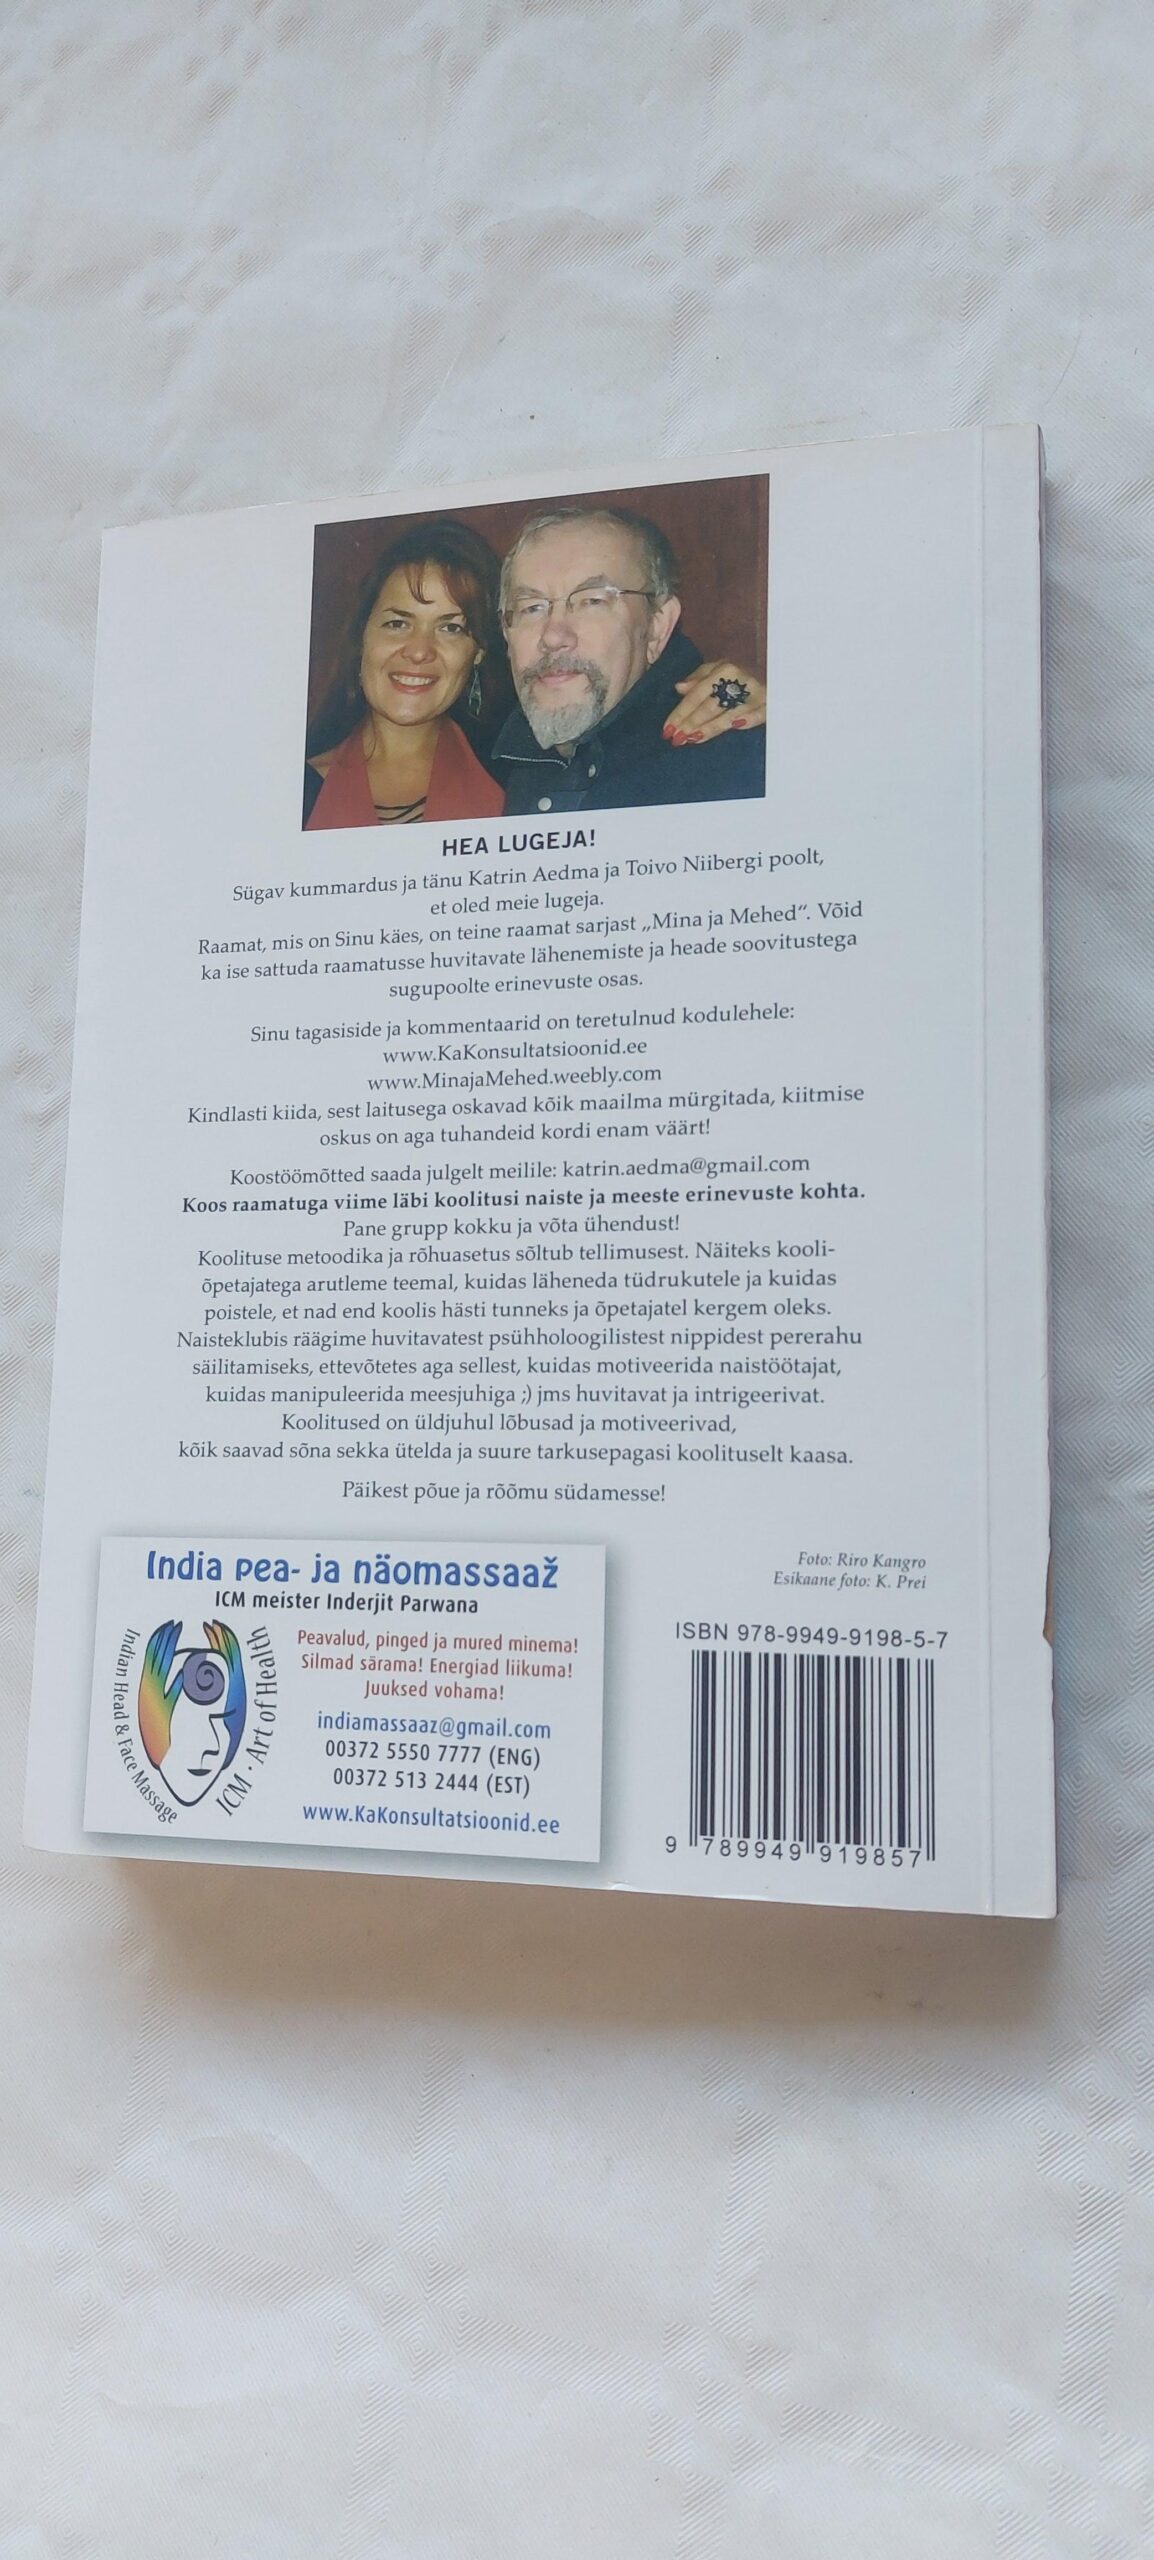 HEA LUGEJA!
Sügav kummardus ja tänu Katrin Aedma ja Toivo Niibergi poolt,
et oled meie lugeja.
Raamat, mis on Sinu käes, on teine raamat sarjast „Mina ja Mehed“. Võid
ka ise sattuda raamatusse huvitavate lähenemiste ja heade soovitustega
sugupoolte erinevuste osas.
Sinu tagasiside ja kommentaarid on teretulnud kodulehele:
www.KaKonsultatsioonid.ee
www.MinajaMehed.weebly.com
Kindlasti kiida, sest laitusega oskavad kõik maailma mürgitada, kiitmise
oskus on aga tuhandeid kordi enam väärt!
Koostöömõtted saada julgelt meilile: katrin.aedma@gmail.com
Koos raamatuga viime läbi koolitusi naiste ja meeste erinevuste kohta.
Pane grupp kokku ja võta ühendust!
Koolituse metoodika ja rõhuasetus sõltub tellimusest. Näiteks kooli-
õpetajatega arutleme teemal, kuidas läheneda tüdrukutele ja kuidas
poistele, et nad end koolis hästi tunneks ja õpetajatel kergem oleks.
Naisteklubis räägime huvitavatest psühholoogilistest nippidest pererahu
säilitamiseks, ettevõtetes aga sellest, kuidas motiveerida naistöötajat,
kuidas manipuleerida meesjuhiga ;) jms huvitavat ja intrigeerivat.
Koolitused on üldjuhul lõbusad ja motiveerivad,
kõik saavad sõna sekka ütelda ja suure tarkusepagasi koolituselt kaasa.
Päikest põue ja rõõmu südamesse!
India pea- ja näomassaaž
ICM meister Inderjit Parwana
Indian Head & Face Massage
ICM · Art of Health
Peavalud, pinged ja mured minema!
Silmad särama! Energiad liikuma!
Juuksed vohama!
indiamassaaz@gmail.com
00372 5550 7777 (ENG)
00372 513 2444 (EST)
www.KaKonsultatsioonid.ee
Foto: Riro Kangro
Esikaane foto: K. Prei
ISBN 978-9949-9198-5-7
9 789949 919857